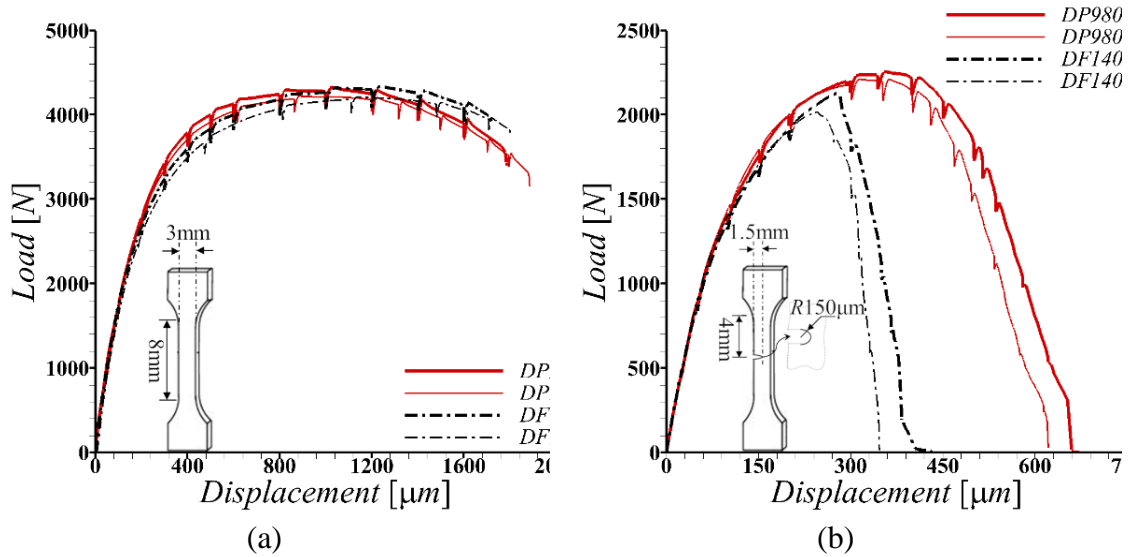 5000
4000
3000
2000
1000
0
Load [N]
0
400
800
1200
1600
20
Displacement [μm]
3mm
8mm
DP
DP
DF
DF
(a)
2500
2000
1500
1000
500
0
Load [N]
0
150
300
450
600
7
Displacement [μm]
1.5mm
4mm
R150μm
DP980
DP980
DF140
DF140
(b)